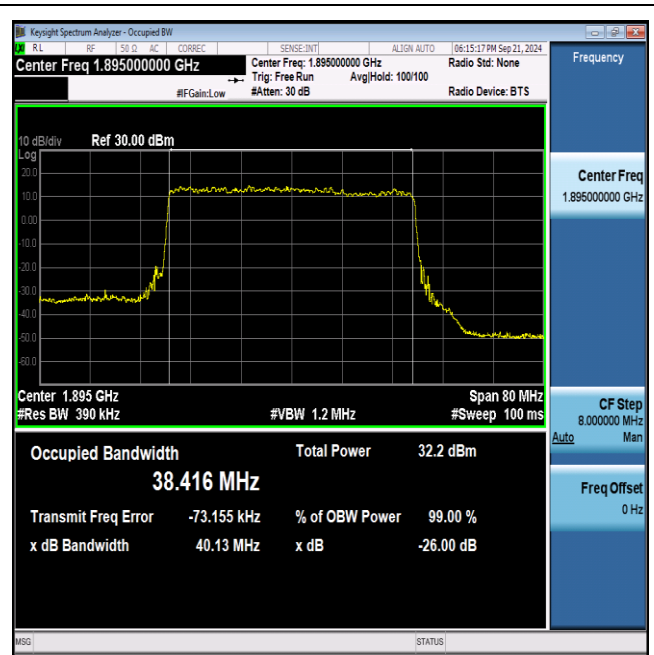 Keysight Spectrum Analyzer - Occupied BW
LXI RL RF 50 Ω AC CORREC SENSE:INT ALIGN AUTO 06:15:17 PM Sep 21, 2024
Center Freq 1.895000000 GHz
Center Freq: 1.895000000 GHz
Radio Std: None
Trig: Free Run Avg|Hold: 100/100
#IFGain:Low #Atten: 30 dB Radio Device: BTS
Frequency
10 dB/div Ref 30.00 dBm
Log
20.0
10.0
0.00
-10.0
-20.0
-30.0
-40.0
-50.0
-60.0
Center 1.895 GHz Span 80 MHz
#Res BW 390 kHz #VBW 1.2 MHz #Sweep 100 ms
Center Freq
1.895000000 GHz
CF Step
8.000000 MHz
Auto Man
Freq Offset
0 Hz
Occupied Bandwidth Total Power 32.2 dBm
38.416 MHz
Transmit Freq Error -73.155 kHz % of OBW Power 99.00 %
x dB Bandwidth 40.13 MHz x dB -26.00 dB
MSG STATUS